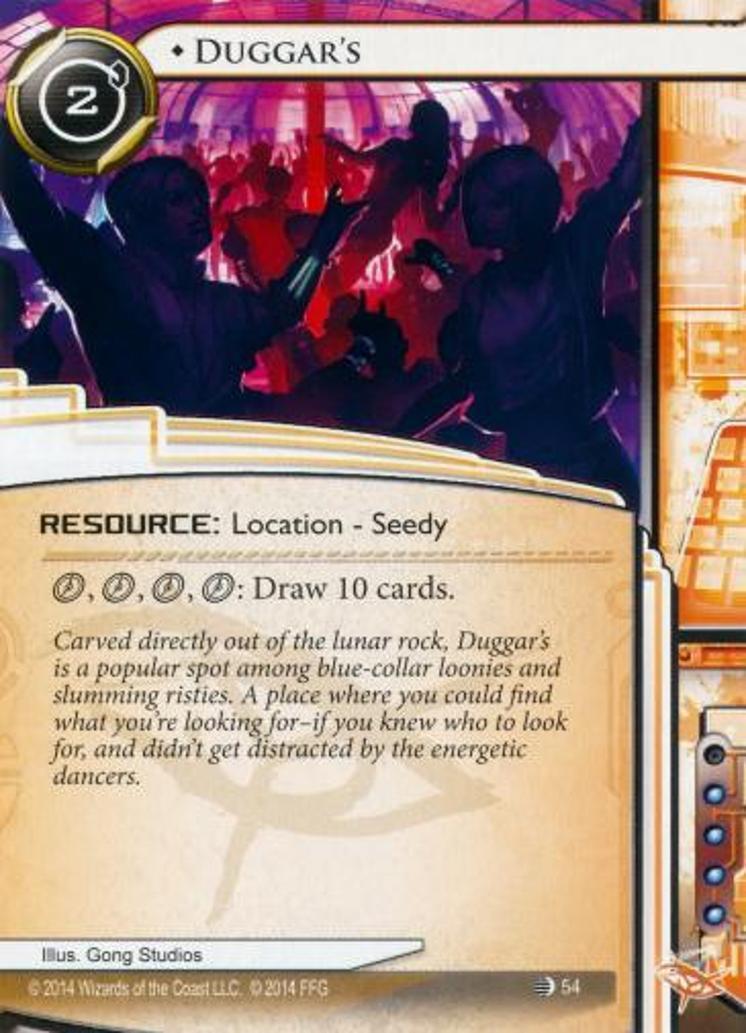 2
◆ DUGGAR'S
RESOURCE: Location - Seedy
🕐, 🕐, 🕐, 🕐: Draw 10 cards.
Carved directly out of the lunar rock, Duggar's
is a popular spot among blue-collar loonies and
slumming risties. A place where you could find
what you're looking for–if you knew who to look
for, and didn't get distracted by the energetic
dancers.
Illus. Gong Studios
© 2014 Wizards of the Coast LLC. © 2014 FFG
54